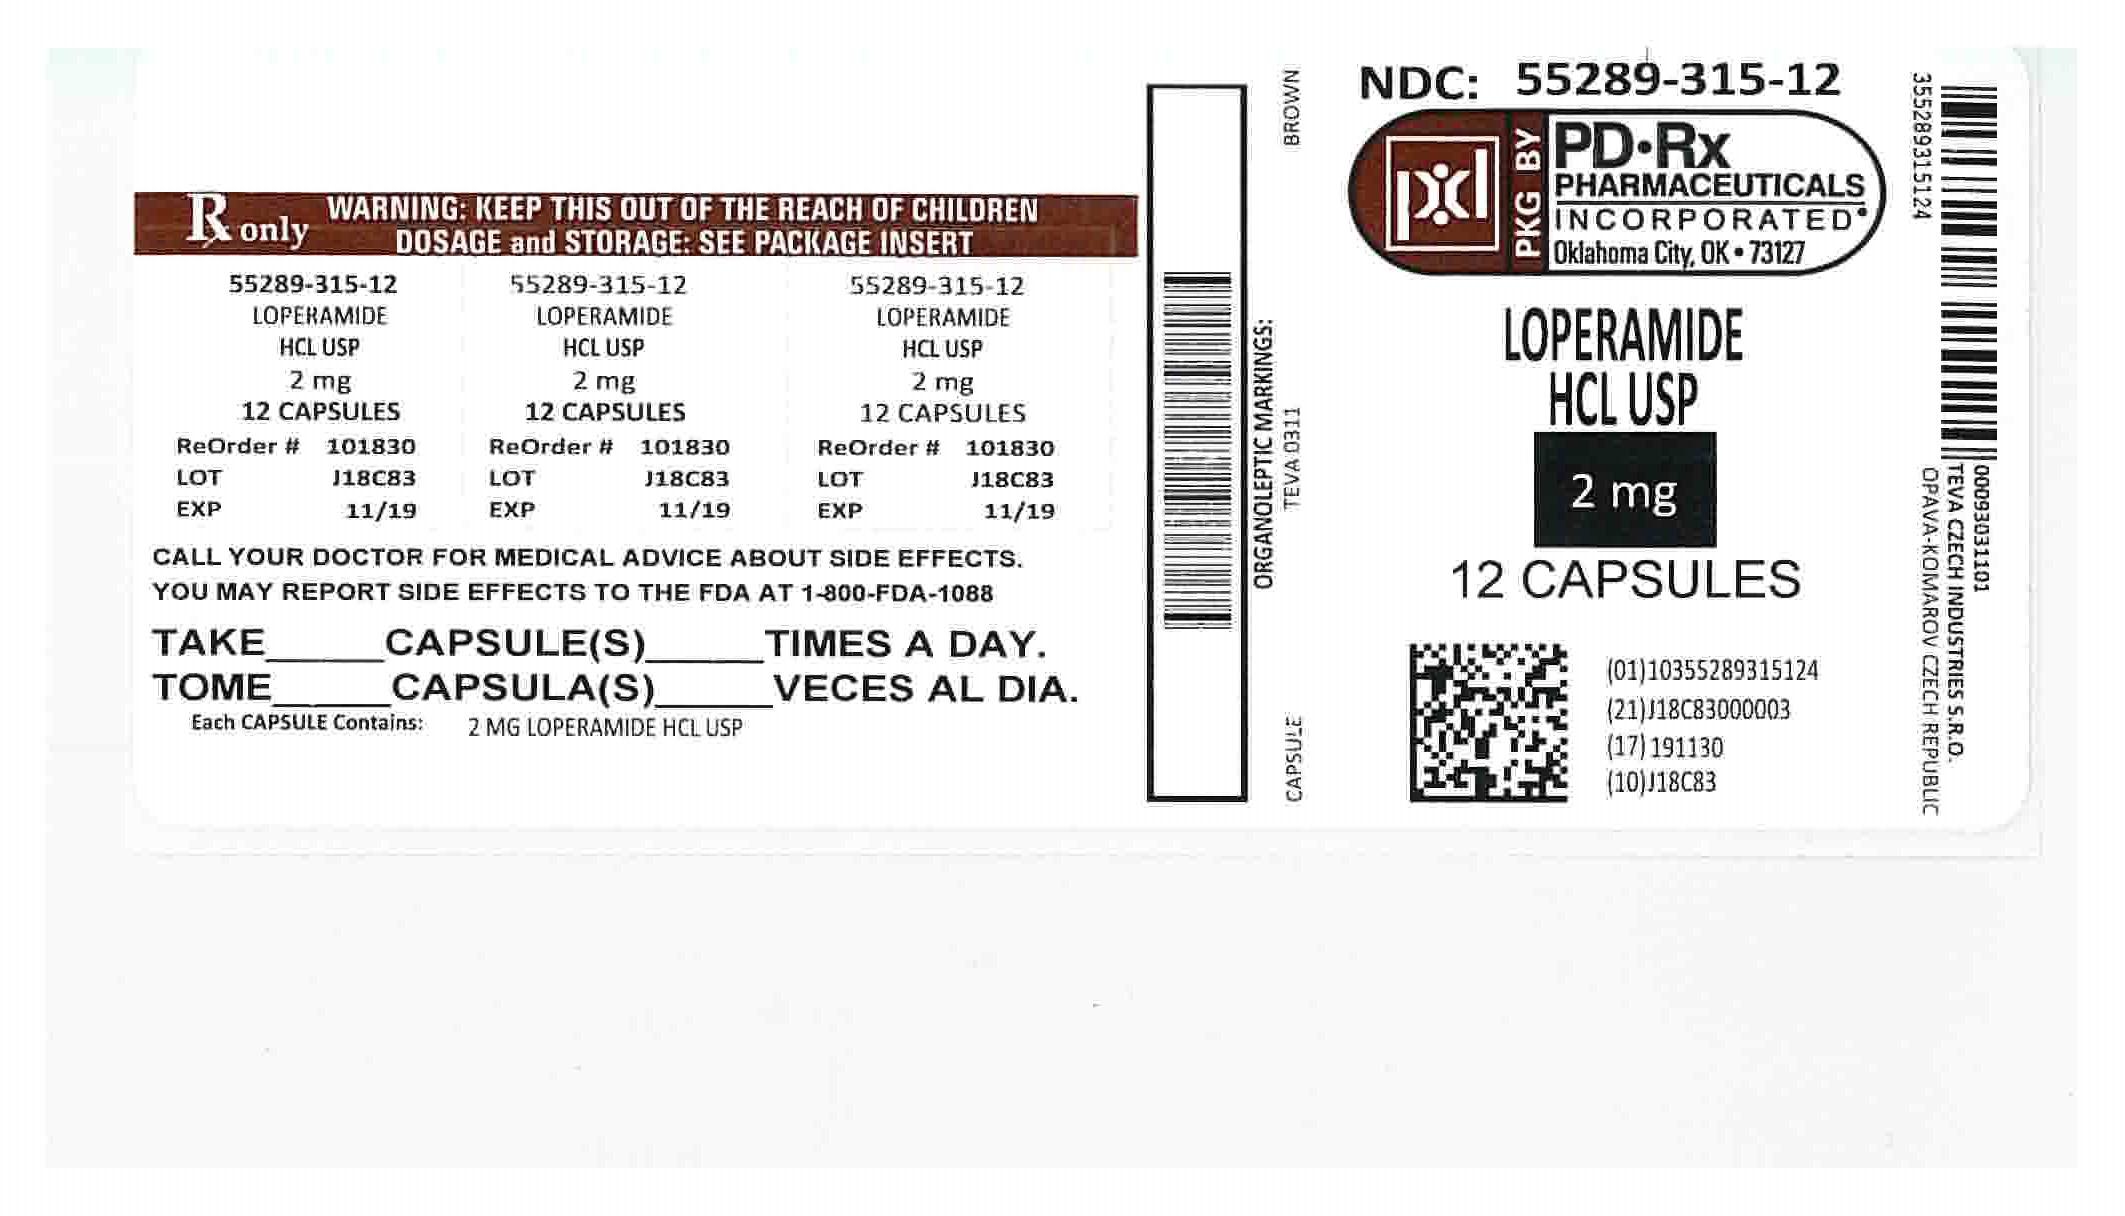 Rx only
WARNING: KEEP THIS OUT OF THE REACH OF CHILDREN
DOSAGE and STORAGE: SEE PACKAGE INSERT
55289-315-12
LOPERAMIDE
HCL USP
2 mg
12 CAPSULES
ReOrder # 101830
LOT J18C83
EXP 11/19
55289-315-12
LOPERAMIDE
HCL USP
2 mg
12 CAPSULES
ReOrder # 101830
LOT J18C83
EXP 11/19
55289-315-12
LOPERAMIDE
HCL USP
2 mg
12 CAPSULES
ReOrder # 101830
LOT J18C83
EXP 11/19
CALL YOUR DOCTOR FOR MEDICAL ADVICE ABOUT SIDE EFFECTS.
YOU MAY REPORT SIDE EFFECTS TO THE FDA AT 1-800-FDA-1088
TAKE_____CAPSULE(S)_____TIMES A DAY.
TOME_____CAPSULA(S)_____VECES AL DIA.
Each CAPSULE Contains: 2 MG LOPERAMIDE HCL USP
ORGANOLEPTIC MARKINGS:
CAPSULE TEVA 0311 BROWN
NDC: 55289-315-12
pd
PKG BY
PD•Rx
PHARMACEUTICALS
INCORPORATED®
Oklahoma City, OK • 73127
LOPERAMIDE
HCL USP
2 mg
12 CAPSULES
(01)10355289315124
(21)J18C83000003
(17)191130
(10)J18C83
355289315124
00093031101
TEVA CZECH INDUSTRIES S.R.O.
OPAVA-KOMAROV CZECH REPUBLIC